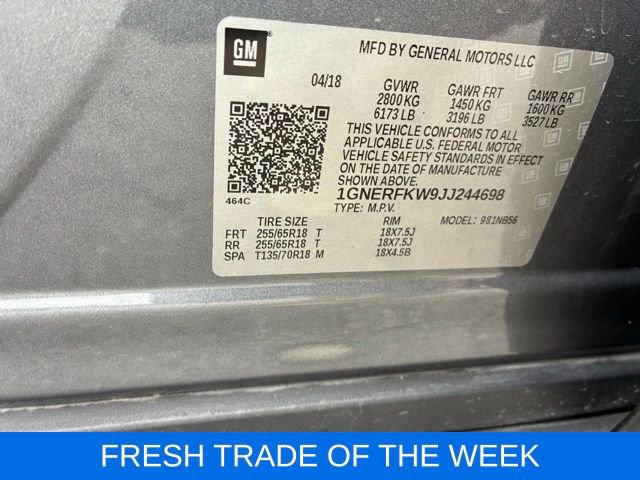 GM
MFD BY GENERAL MOTORS LLC
04/18 GVWR GAWR FRT GAWR RR
2800 KG 1450 KG 1600 KG
6173 LB 3196 LB 3527 LB
THIS VEHICLE CONFORMS TO ALL
APPLICABLE U.S. FEDERAL MOTOR
VEHICLE SAFETY STANDARDS IN EFFECT
ON THE DATE OF MANUFACTURE
SHOWN ABOVE.
464C 1GNERFKW9JJ244698
TYPE: M.P.V. MODEL: 981NB56
TIRE SIZE RIM
FRT 255/65R18 T 18X7.5J
RR 255/65R18 T 18X7.5J
SPA T135/70R18 M 18X4.5B
FRESH TRADE OF THE WEEK